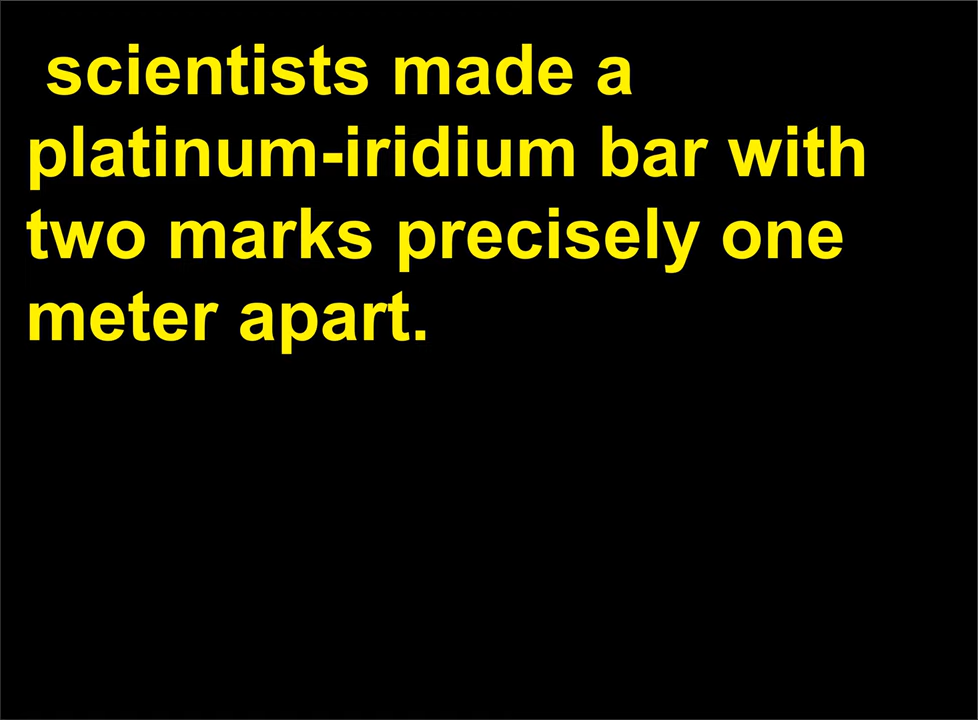 scientists made a
platinum-iridium bar with
two marks precisely one
meter apart.